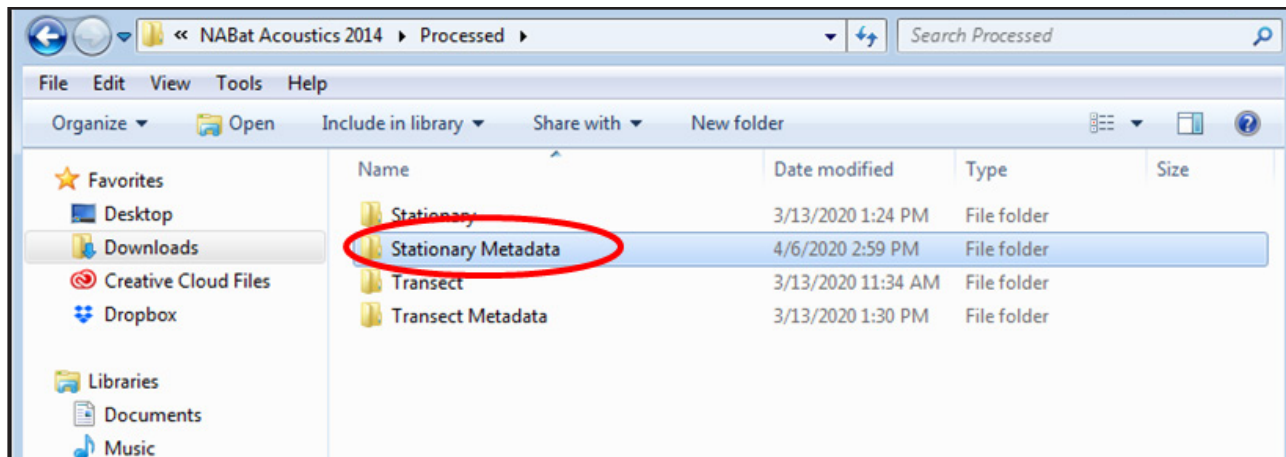 « NABat Acoustics 2014 ▸ Processed ▸ Search Processed
File Edit View Tools Help
Organize Open Include in library Share with New folder
Name Date modified Type Size
Favorites
Desktop
Downloads
Creative Cloud Files
Dropbox
Libraries
Documents
Music
Stationary 3/13/2020 1:24 PM File folder
Stationary Metadata 4/6/2020 2:59 PM File folder
Transect 3/13/2020 11:34 AM File folder
Transect Metadata 3/13/2020 1:30 PM File folder